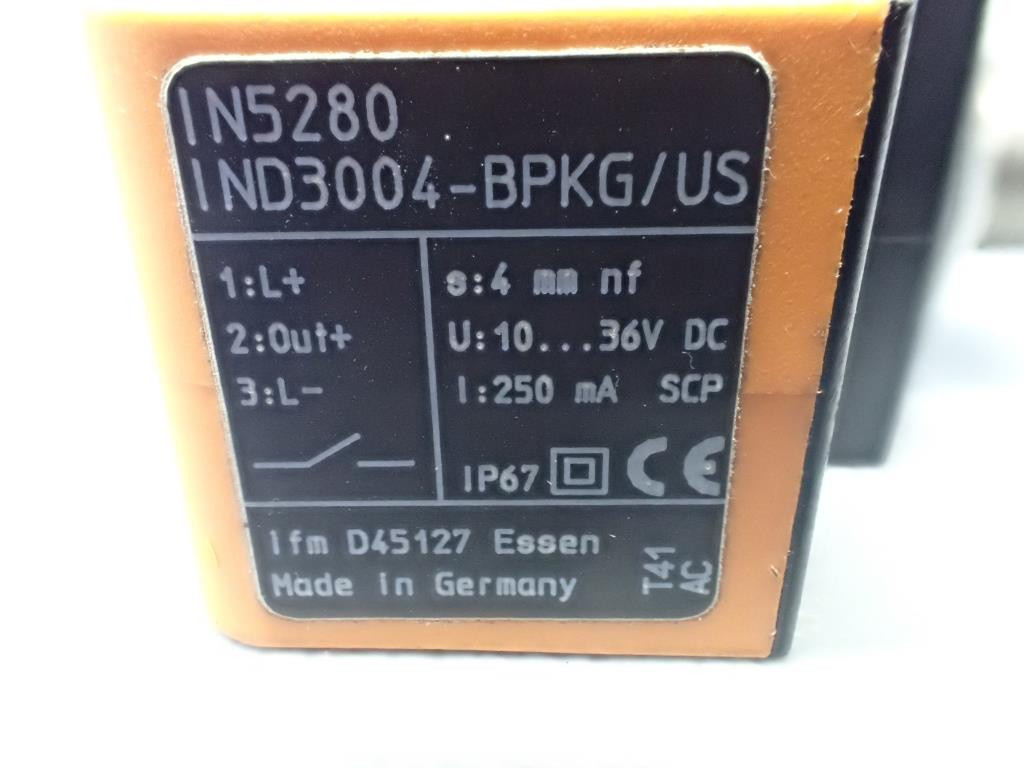 IN5280
IND3004-BPKG/US
1:L+
2:Out+
3:L-
s:4 mm nf
U:10...36V DC
I:250 mA SCP
IP67 CE
ifm D45127 Essen
Made in Germany
T41
AC